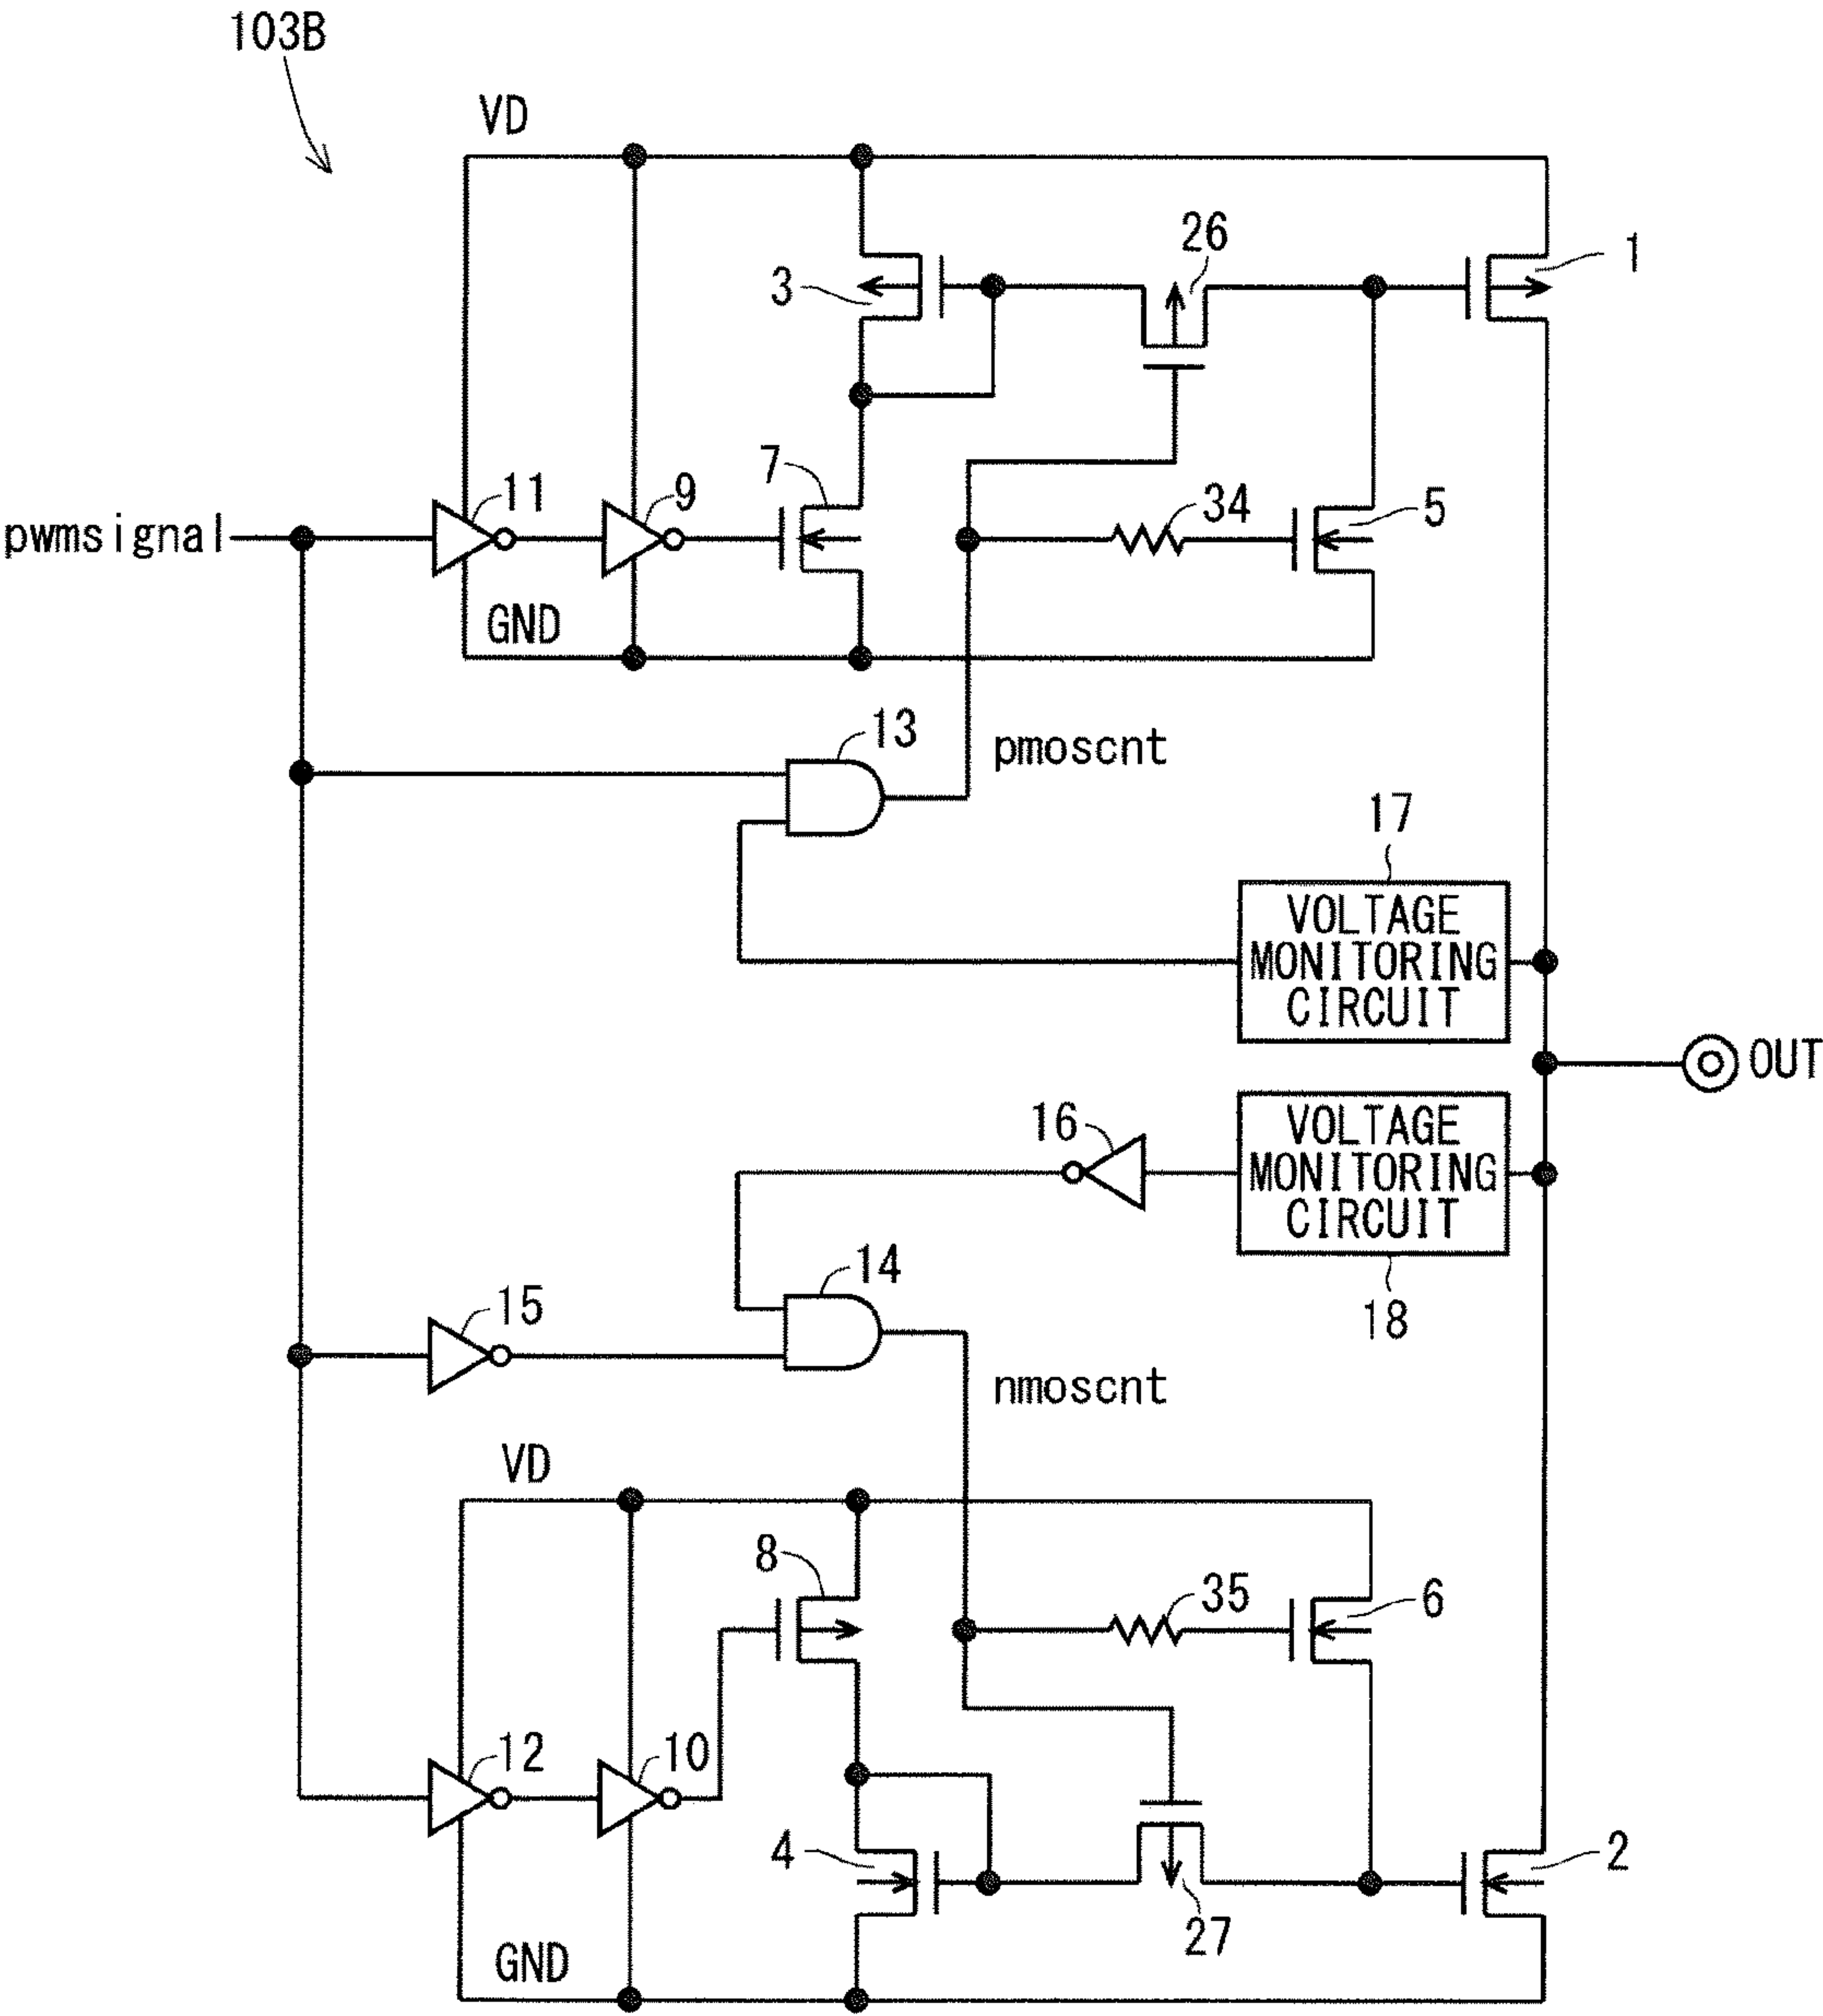 103B
VD
26
1
3
7
11
9
34
5
pwmsignal
GND
13
pmoscnt
17
VOLTAGE
MONITORING
CIRCUIT
OUT
16
VOLTAGE
MONITORING
CIRCUIT
18
14
15
nmoscnt
VD
8
35
6
12
10
4
2
27
GND